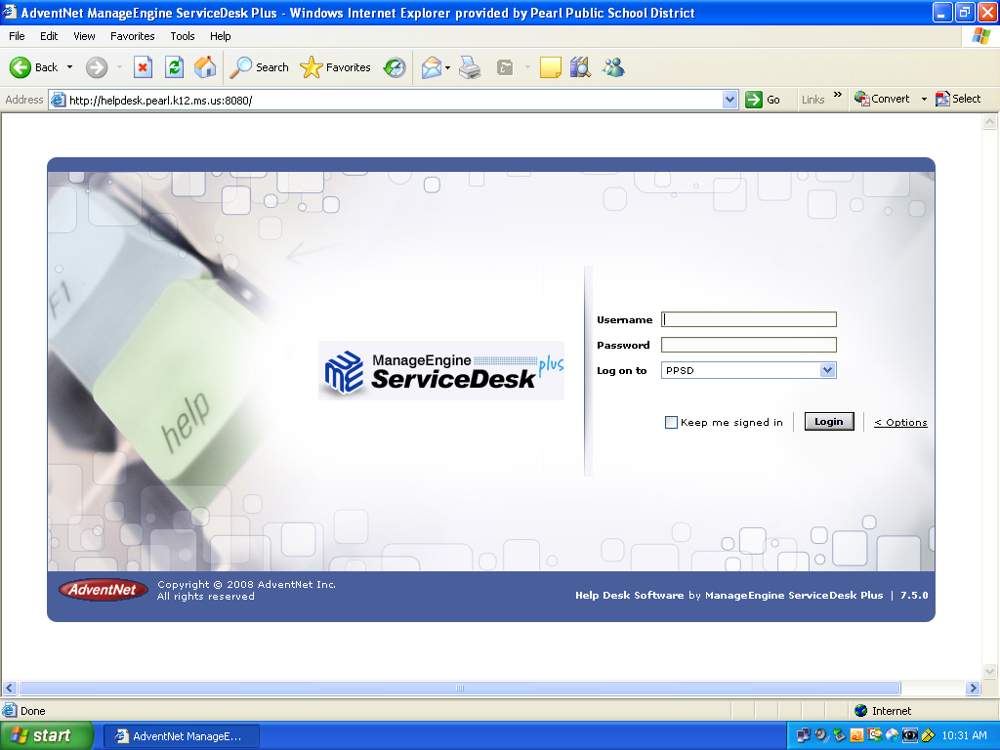 AdventNet ManageEngine ServiceDesk Plus - Windows Internet Explorer provided by Pearl Public School District
File Edit View Favorites Tools Help
Back Search Favorites
Address http://helpdesk.pearl.k12.ms.us:8080/ Go Links » Convert Select
F1
help
ManageEngine
ServiceDesk plus
Username
Password
Log on to PPSD
Keep me signed in Login < Options
AdventNet
Copyright © 2008 AdventNet Inc.
All rights reserved
Help Desk Software by ManageEngine ServiceDesk Plus | 7.5.0
Done Internet
start AdventNet ManageE... 10:31 AM